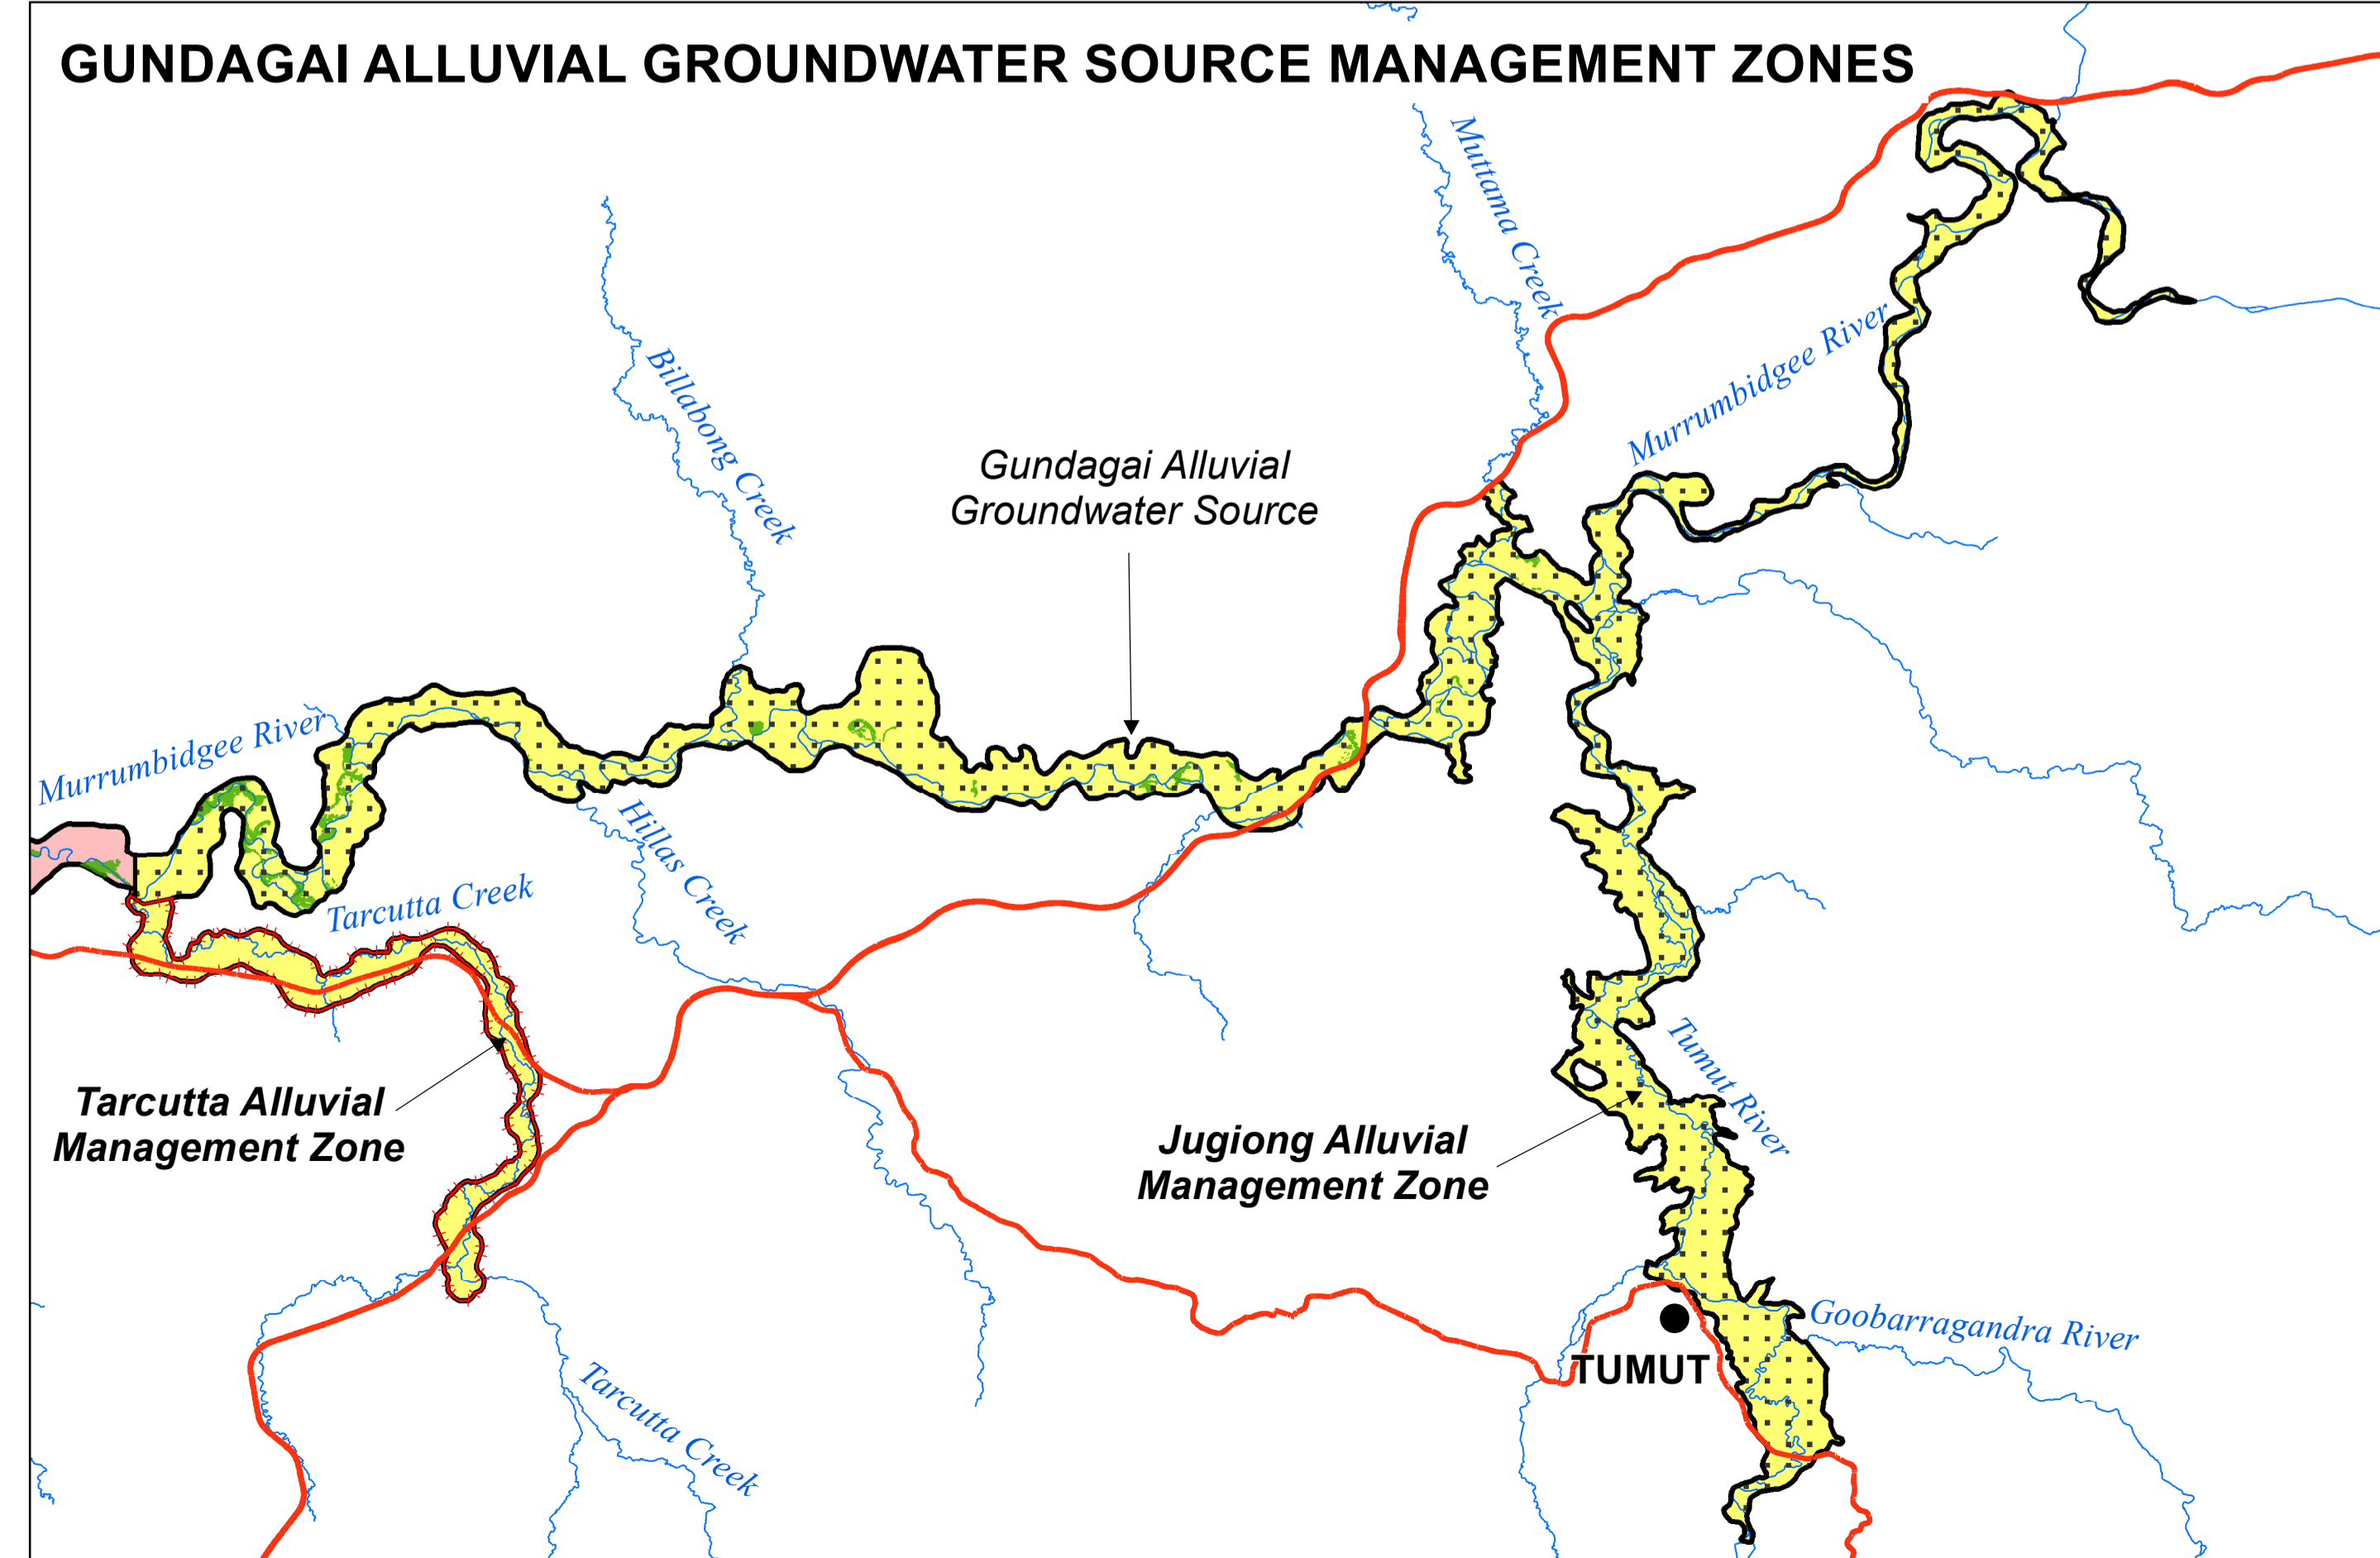 GUNDAGAI ALLUVIAL GROUNDWATER SOURCE MANAGEMENT ZONES
Muttama Creek
Billabong Creek
Murrumbidgee River
Gundagai Alluvial
Groundwater Source
Murrumbidgee River
Hillas Creek
Tarcutta Creek
Tumut River
Tarcutta Alluvial
Management Zone
Jugiong Alluvial
Management Zone
Goobarragandra River
TUMUT
Tarcutta Creek